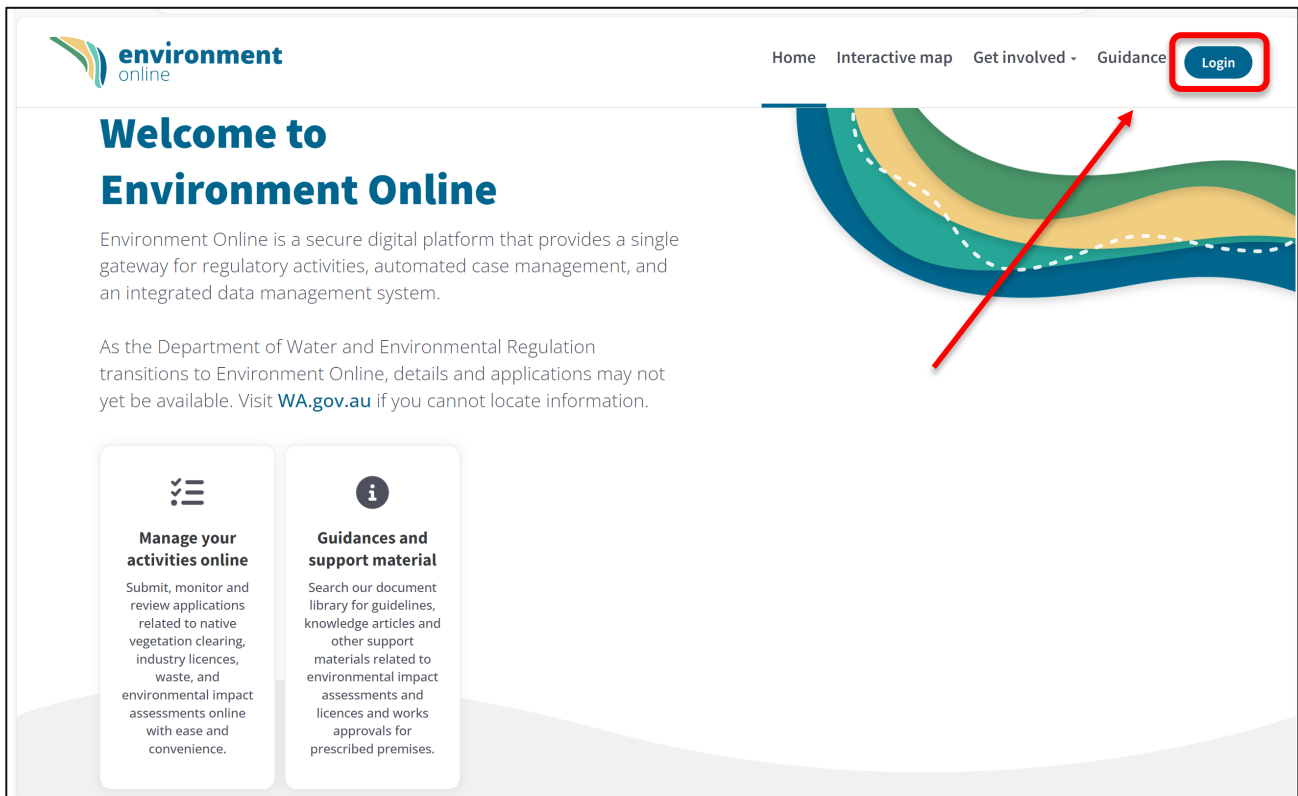 environment
online
Home Interactive map Get involved Guidance Login
Welcome to
Environment Online
Environment Online is a secure digital platform that provides a single
gateway for regulatory activities, automated case management, and
an integrated data management system.
As the Department of Water and Environmental Regulation
transitions to Environment Online, details and applications may not
yet be available. Visit WA.gov.au if you cannot locate information.
Manage your
activities online
Submit, monitor and
review applications
related to native
vegetation clearing,
industry licences,
waste, and
environmental impact
assessments online
with ease and
convenience.
Guidances and
support material
Search our document
library for guidelines,
knowledge articles and
other support
materials related to
environmental impact
assessments and
licences and works
approvals for
prescribed premises.